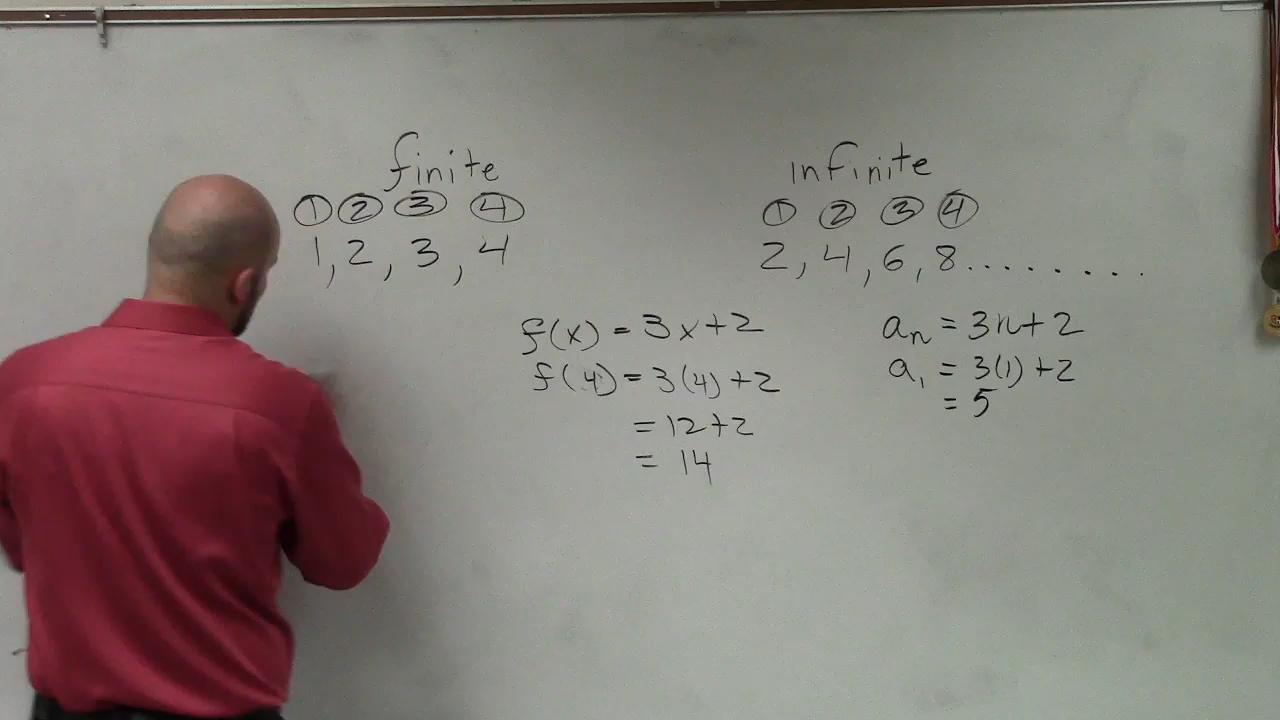 finite
① ② ③ ④
1, 2, 3, 4
infinite
① ② ③ ④
2, 4, 6, 8.........
f(x) = 3x+2
f(4) = 3(4)+2
= 12+2
= 14
aₙ = 3n+2
a₁ = 3(1)+2
= 5